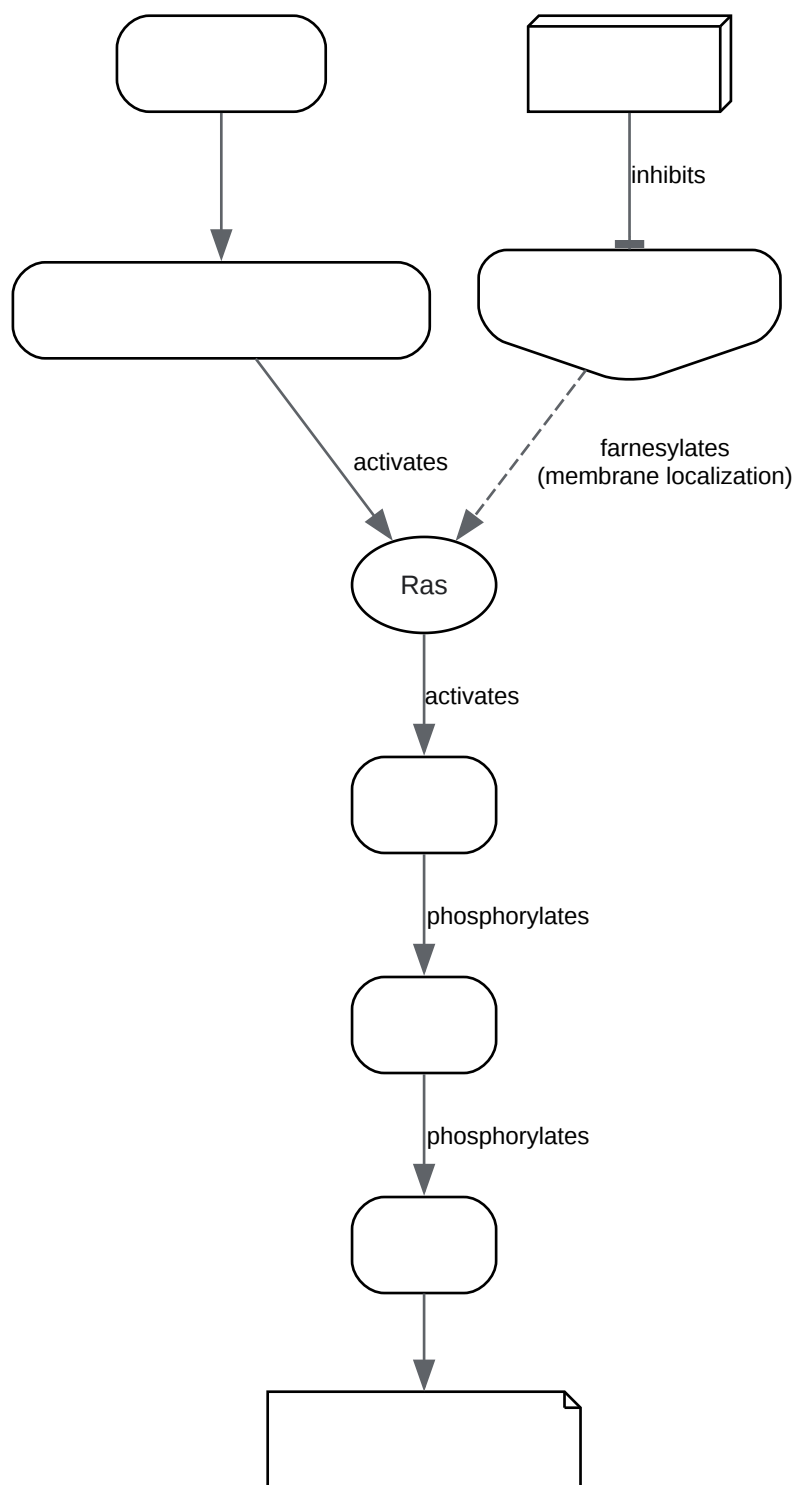 inhibits
activates
farnesylates
(membrane localization)
Ras
activates
phosphorylates
phosphorylates